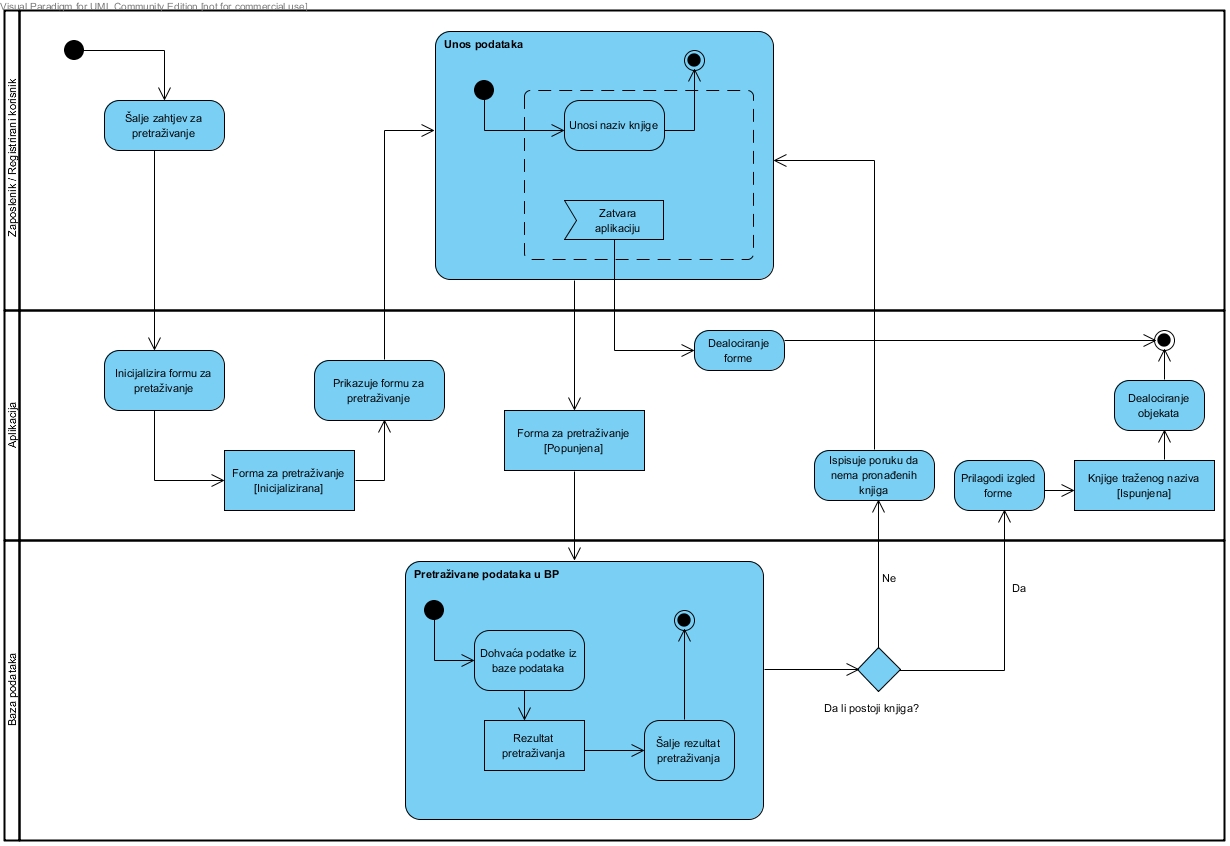 Visual Paradigm for UML Community Edition [not for commercial use]
Zaposlenik / Registrirani korisnik
Šalje zahtjev za
pretraživanje
Unos podataka
Unosi naziv knjige
Zatvara
aplikaciju
Aplikacija
Inicijalizira formu za
pretaživanje
Forma za pretraživanje
[Inicijalizirana]
Prikazuje formu za
pretraživanje
Forma za pretraživanje
[Popunjena]
Dealociranje
forme
Ispisuje poruku da
nema pronađenih
knjiga
Prilagodi izgled
forme
Knjige traženog naziva
[Ispunjena]
Dealociranje
objekata
Baza podataka
Pretraživane podataka u BP
Dohvaća podatke iz
baze podataka
Rezultat
pretraživanja
Šalje rezultat
pretraživanja
Ne
Da
Da li postoji knjiga?